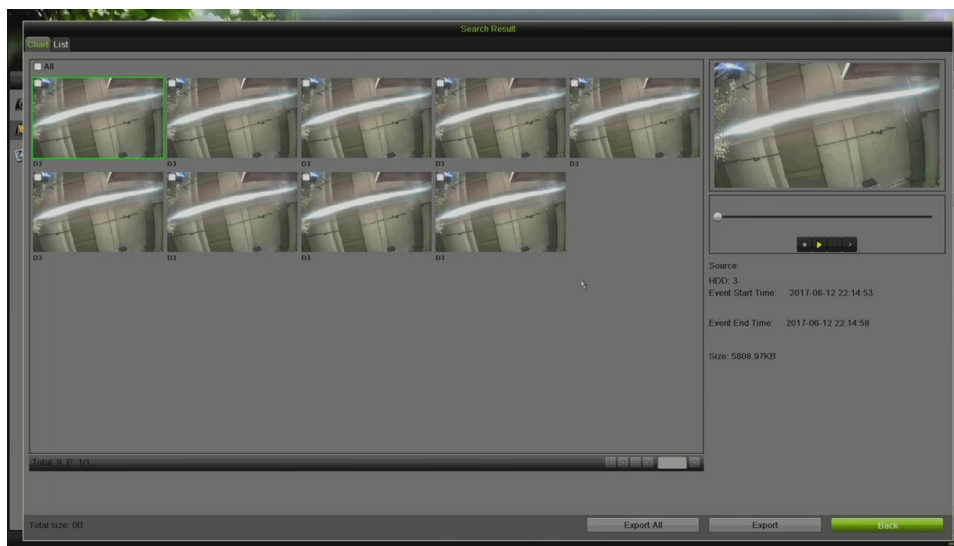 Search Result
Chart List
All
D3 D3 D3 D3 D3
D3 D3 D3 D3
Source:
HDD: 3
Event Start Time: 2017-06-12 22:14:53
Event End Time: 2017-06-12 22:14:58
Size: 5808.97KB
Total: 9 P: 1/1
Total size: 0B
Export All Export Back